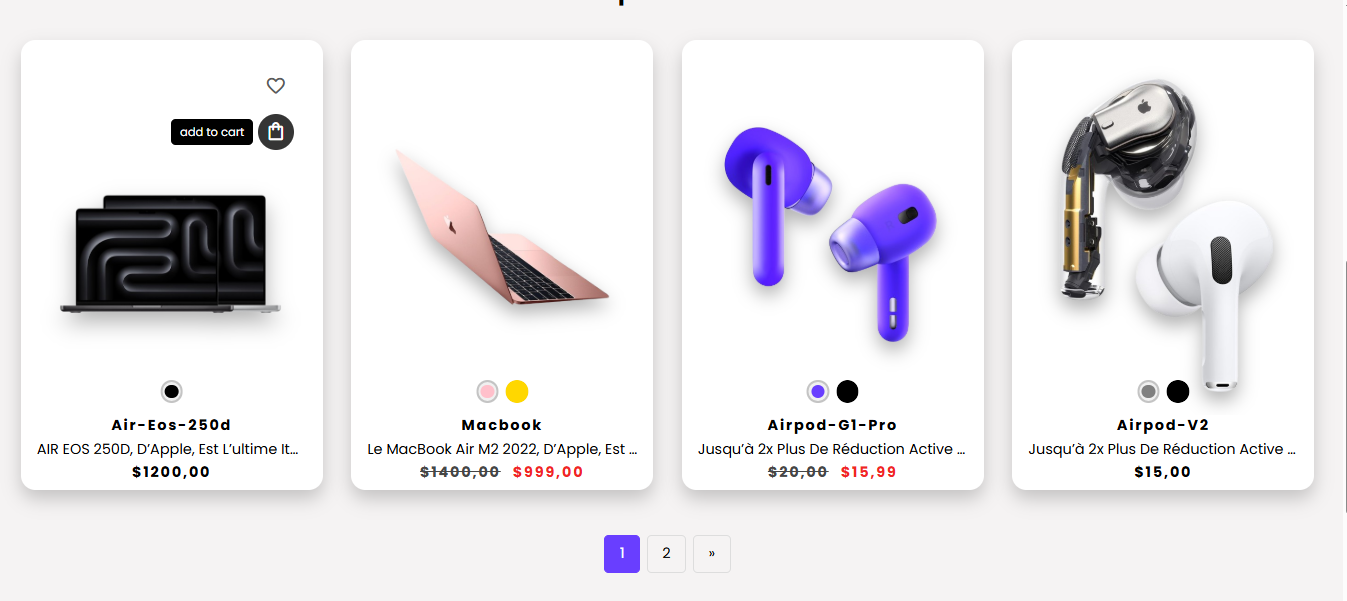 add to cart
Air-Eos-250d
AIR EOS 250D, D’Apple, Est L’ultime It...
$1200,00
Macbook
Le MacBook Air M2 2022, D’Apple, Est ...
$1400,00 $999,00
Airpod-G1-Pro
Jusqu’à 2x Plus De Réduction Active ...
$20,00 $15,99
Airpod-V2
Jusqu’à 2x Plus De Réduction Active ...
$15,00
1 2 »